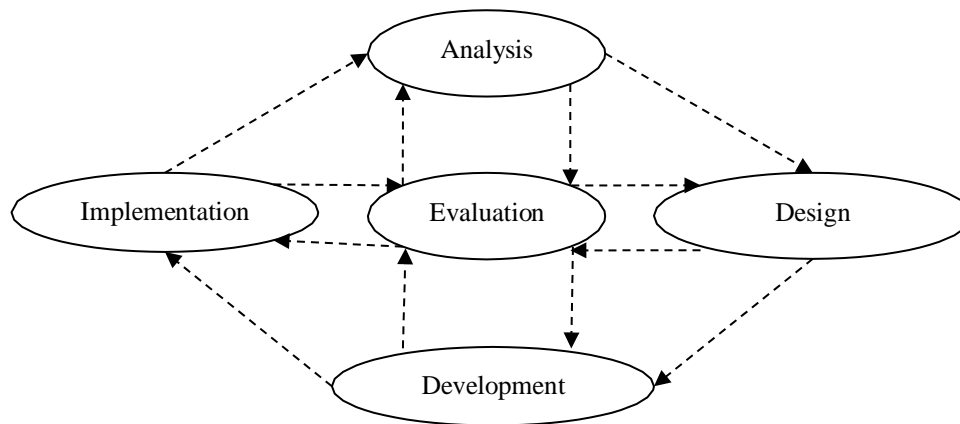 Analysis
Implementation
Evaluation
Design
Development